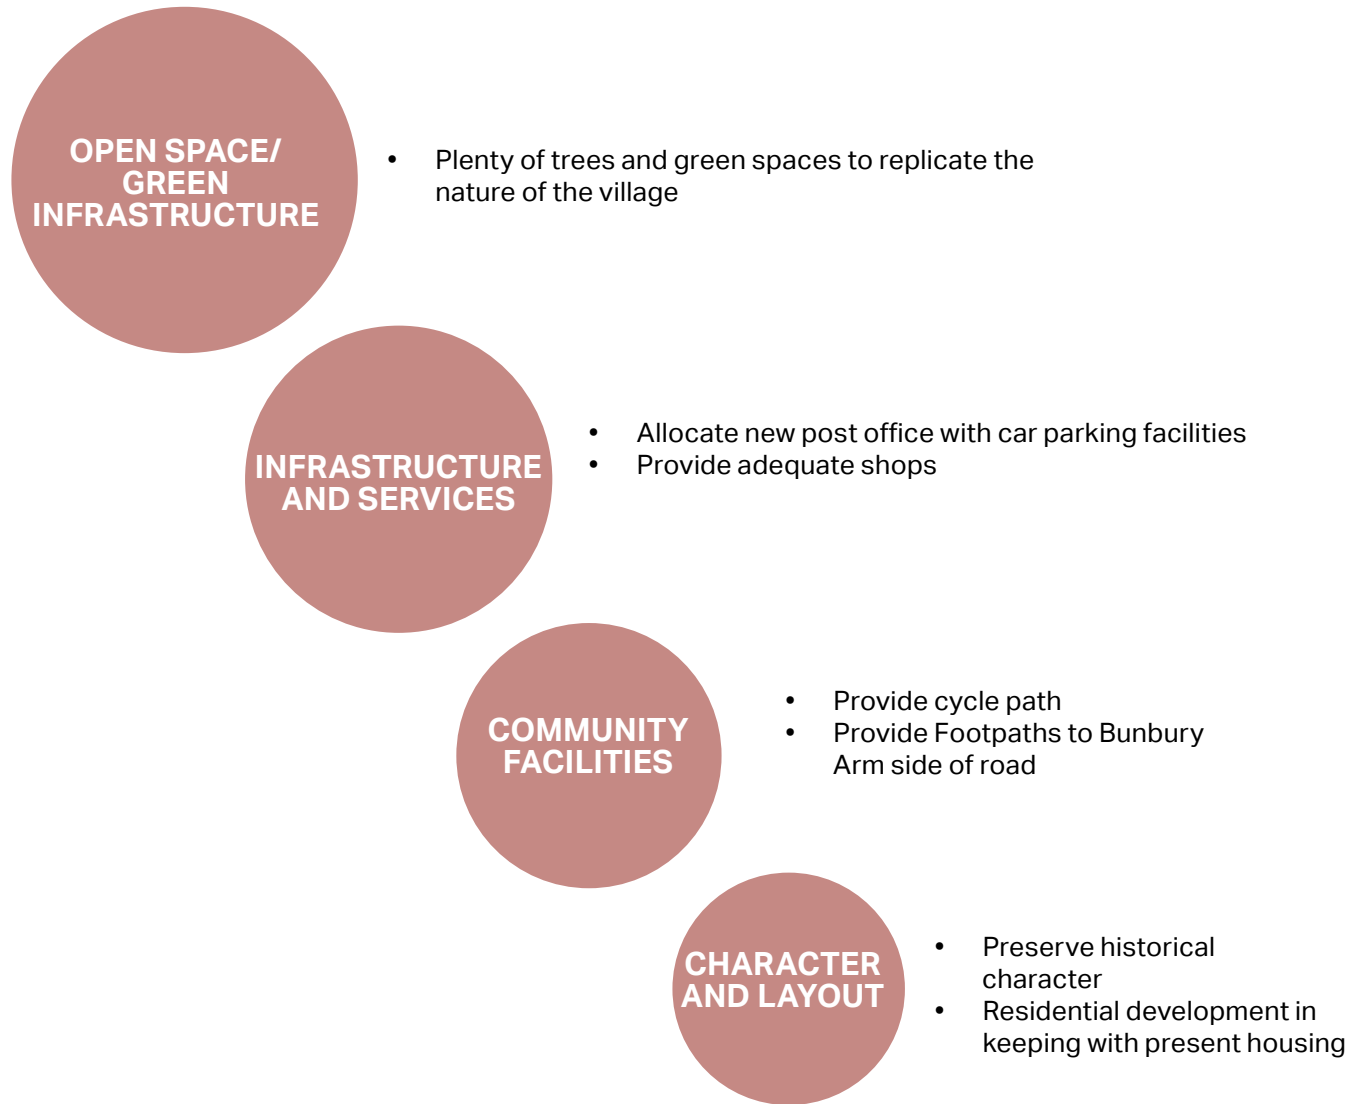 OPEN SPACE/
GREEN
INFRASTRUCTURE
• Plenty of trees and green spaces to replicate the
nature of the village
INFRASTRUCTURE
AND SERVICES
• Allocate new post office with car parking facilities
• Provide adequate shops
COMMUNITY
FACILITIES
• Provide cycle path
• Provide Footpaths to Bunbury
Arm side of road
CHARACTER
AND LAYOUT
• Preserve historical
character
• Residential development in
keeping with present housing